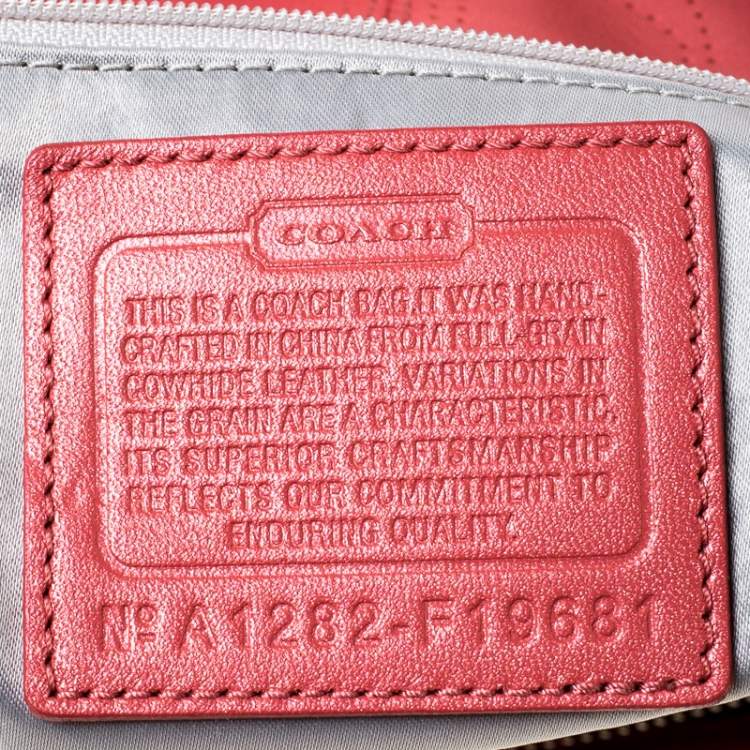 COACH
THIS IS A COACH BAG. IT WAS HAND-
CRAFTED IN CHINA FROM FULL-GRAIN
COWHIDE LEATHER. VARIATIONS IN
THE GRAIN ARE A CHARACTERISTIC.
ITS SUPERIOR CRAFTSMANSHIP
REFLECTS OUR COMMITMENT TO
ENDURING QUALITY.
Nº A1282-F19681